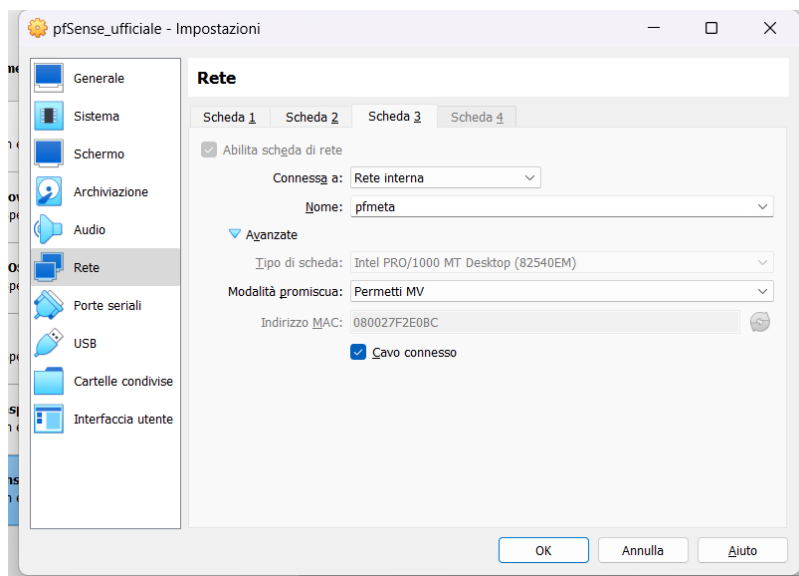 pfSense_ufficiale - Impostazioni
Generale
Sistema
Schermo
Archiviazione
Audio
Rete
Porte seriali
USB
Cartelle condivise
Interfaccia utente
Rete
Scheda 1 Scheda 2 Scheda 3 Scheda 4
Abilita scheda di rete
Connessa a: Rete interna
Nome: pfmeta
Avanzate
Tipo di scheda: Intel PRO/1000 MT Desktop (82540EM)
Modalità promiscua: Permetti MV
Indirizzo MAC: 080027F2E0BC
Cavo connesso
OK Annulla Aiuto